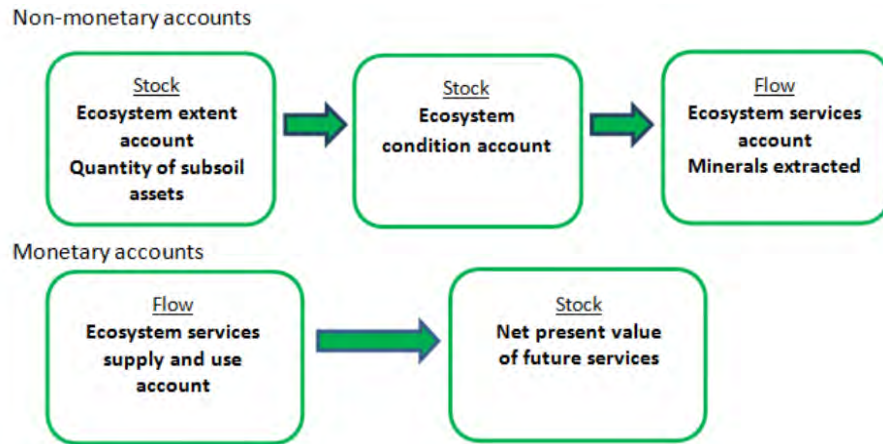 Non-monetary accounts
Stock
Ecosystem extent
account
Quantity of subsoil
assets
Stock
Ecosystem
condition account
Flow
Ecosystem services
account
Minerals extracted
Monetary accounts
Flow
Ecosystem services
supply and use
account
Stock
Net present value
of future services